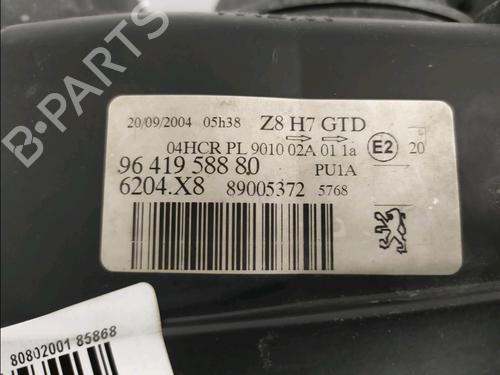 20/09/2004 05h38 Z8 H7 GTD
04HCR PL 9010 02A 01 1a E2 20
96 419 588 80 PU1A
6204.X8 89005372 5768
80802001 85868